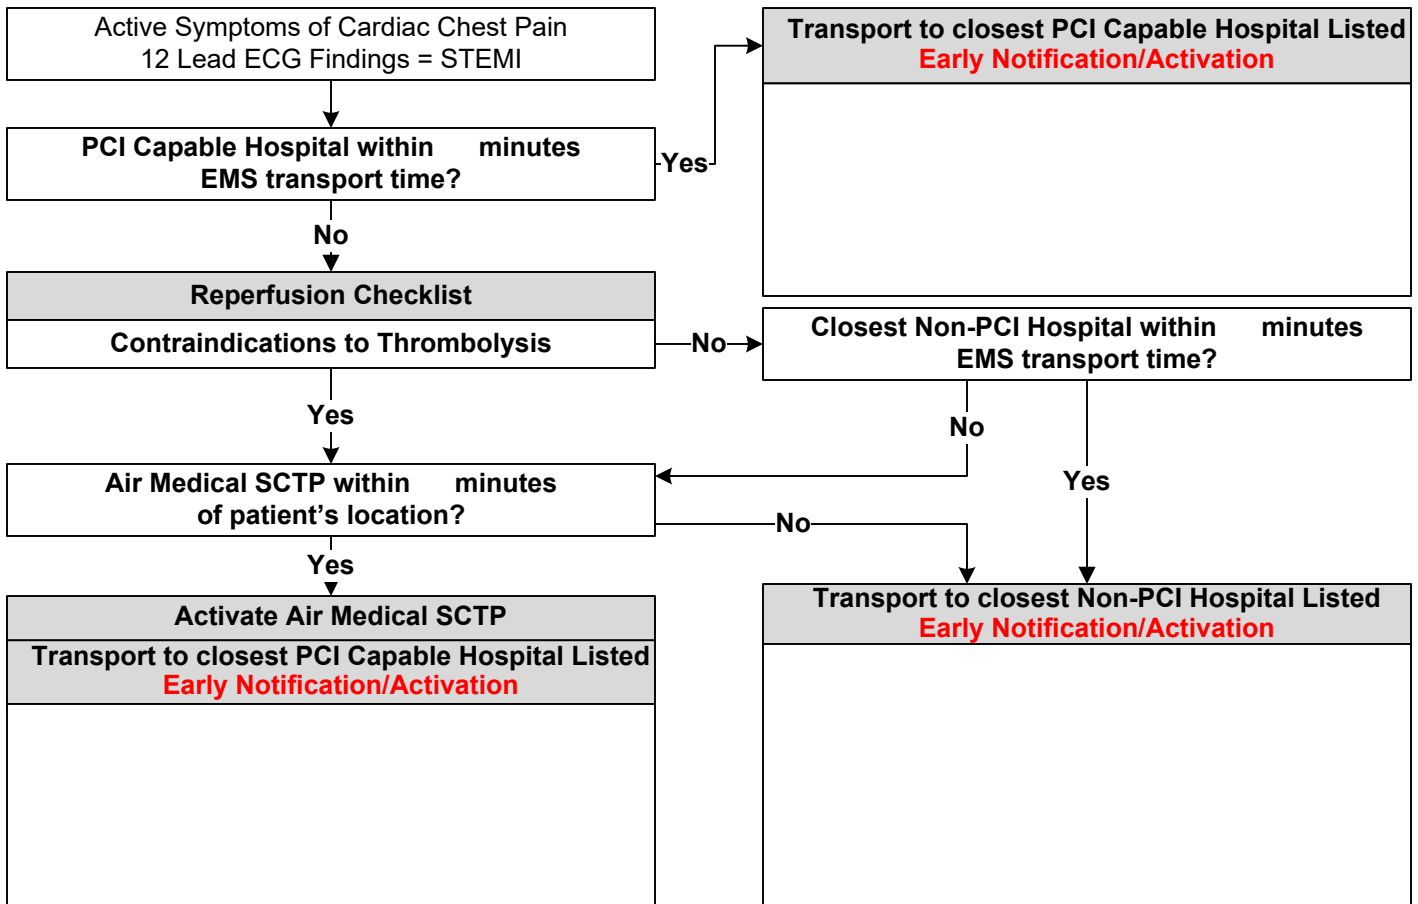 Active Symptoms of Cardiac Chest Pain
12 Lead ECG Findings = STEMI
Transport to closest PCI Capable Hospital Listed
Early Notification/Activation
PCI Capable Hospital within minutes
EMS transport time?
Yes
No
Reperfusion Checklist
Contraindications to Thrombolysis
No
Closest Non-PCI Hospital within minutes
EMS transport time?
Yes
No
Air Medical SCTP within minutes
of patient's location?
Yes
No
Yes
Activate Air Medical SCTP
Transport to closest PCI Capable Hospital Listed
Early Notification/Activation
Transport to closest Non-PCI Hospital Listed
Early Notification/Activation